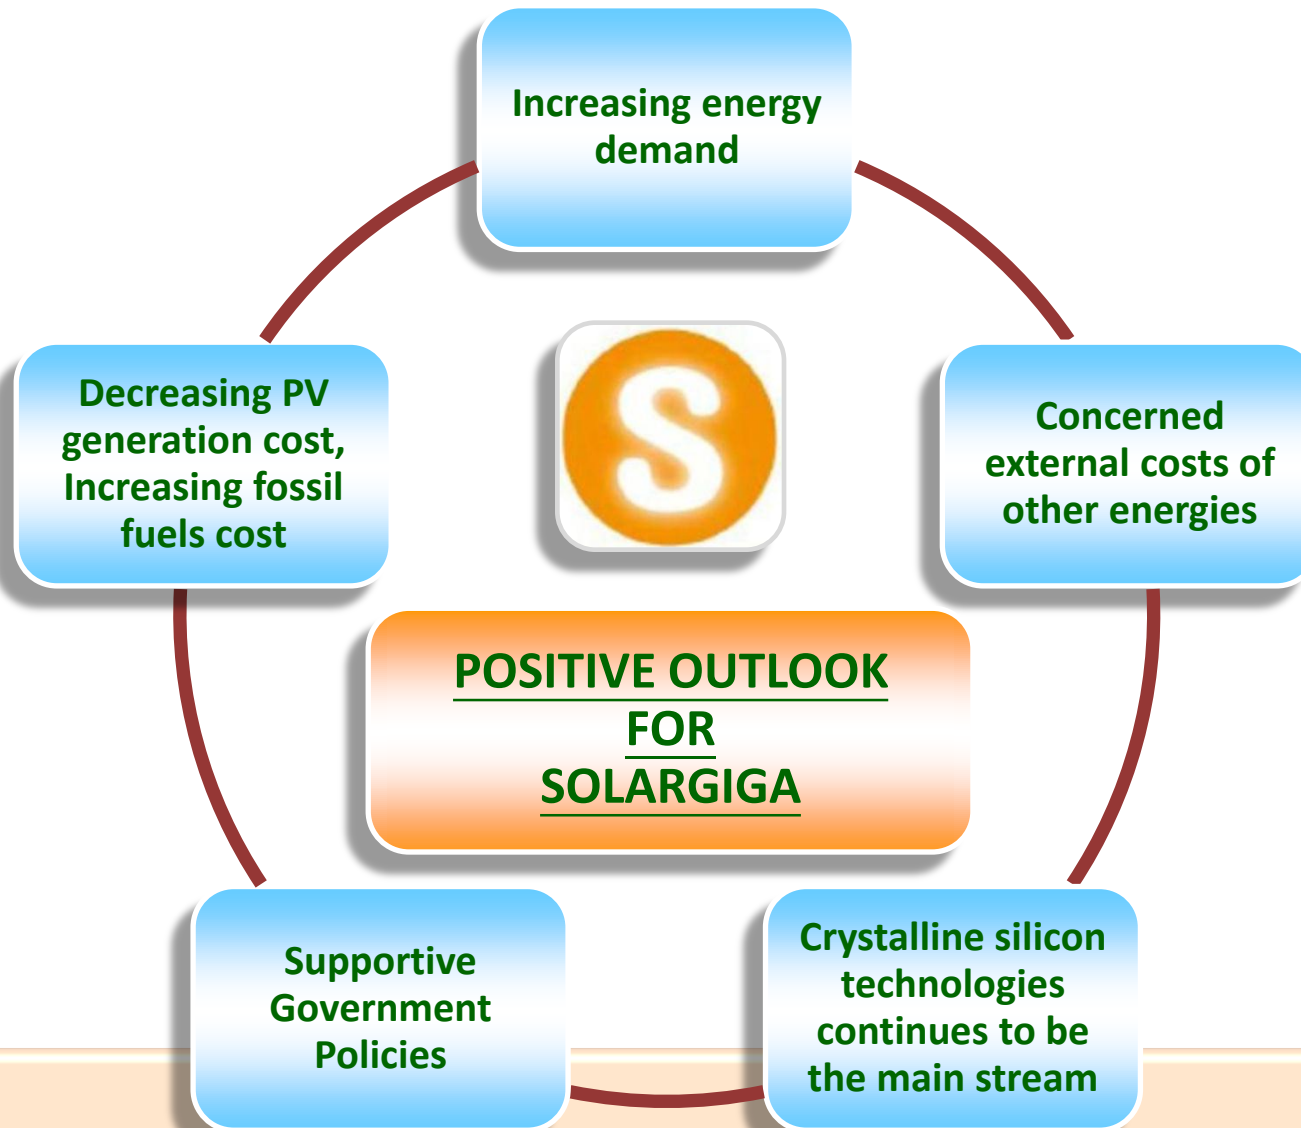 Increasing energy
demand
Concerned
external costs of
other energies
Crystalline silicon
technologies
continues to be
the main stream
Supportive
Government
Policies
Decreasing PV
generation cost,
Increasing fossil
fuels cost
S
POSITIVE OUTLOOK
FOR
SOLARGIGA